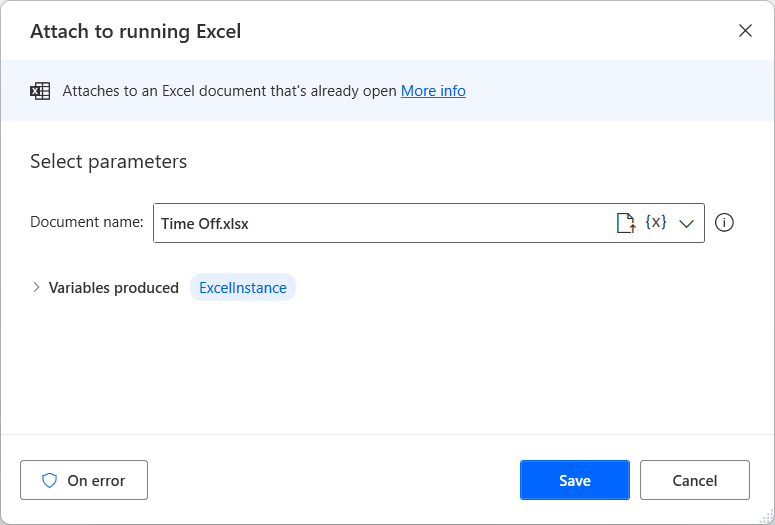 Attach to running Excel
Attaches to an Excel document that's already open More info
Select parameters
Document name: Time Off.xlsx {x}
Variables produced ExcelInstance
On error Save Cancel